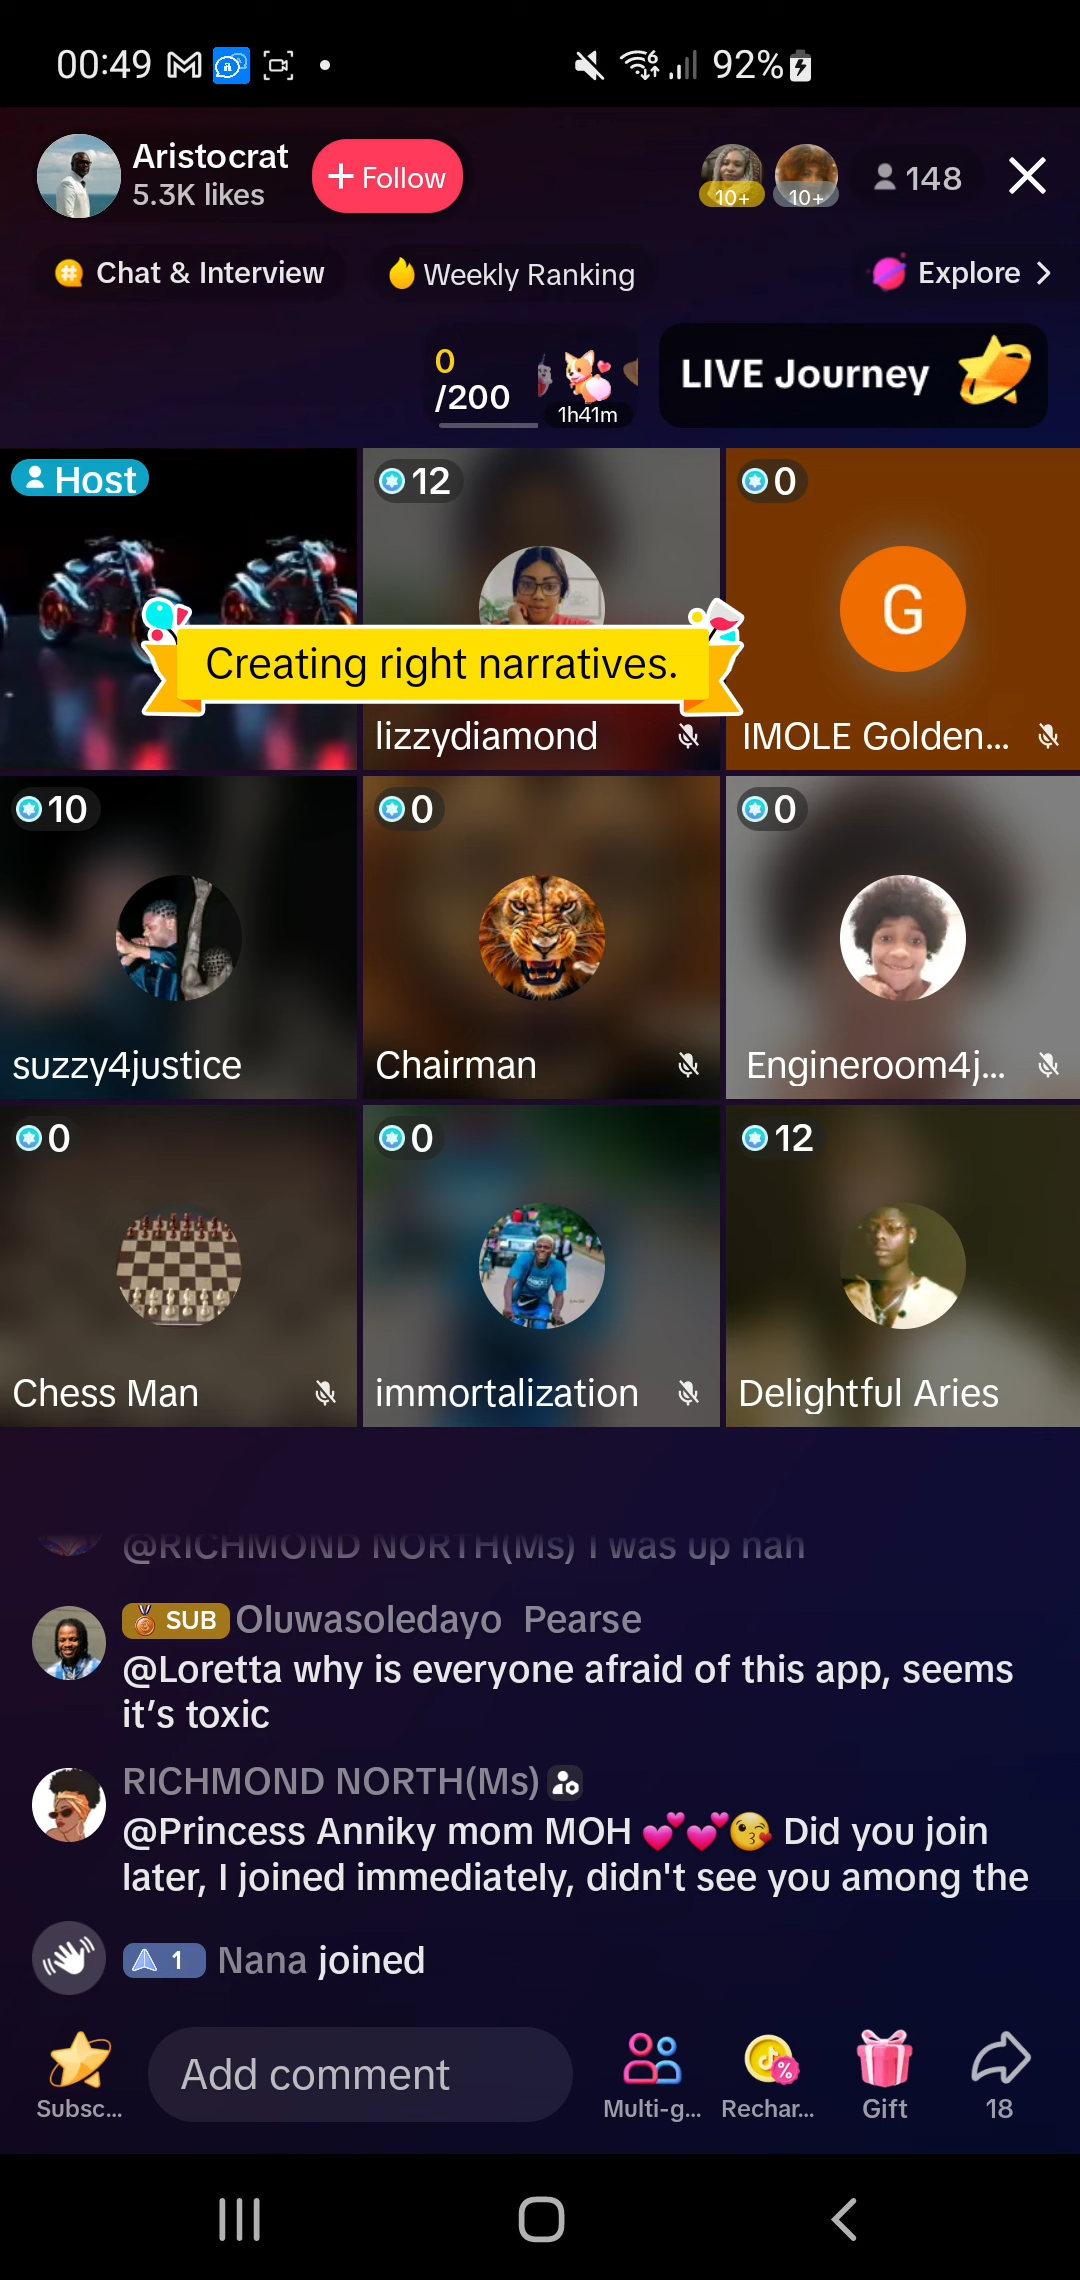 00:49
92%
Aristocrat
5.3K likes
+ Follow
10+
10+
148
Chat & Interview
Weekly Ranking
Explore >
0
/200
1h41m
LIVE Journey
Host
12
0
G
Creating right narratives.
lizzydiamond
IMOLE Golden...
10
0
0
suzzy4justice
Chairman
Engineroom4j...
0
0
12
Chess Man
immortalization
Delightful Aries
@RICHMOND NORTH(Ms) I was up nah
SUB Oluwasoledayo Pearse
@Loretta why is everyone afraid of this app, seems
it’s toxic
RICHMOND NORTH(Ms)
@Princess Anniky mom MOH 💕💕😘 Did you join
later, I joined immediately, didn't see you among the
1 Nana joined
Add comment
Subsc...
Multi-g...
Rechar...
Gift
18